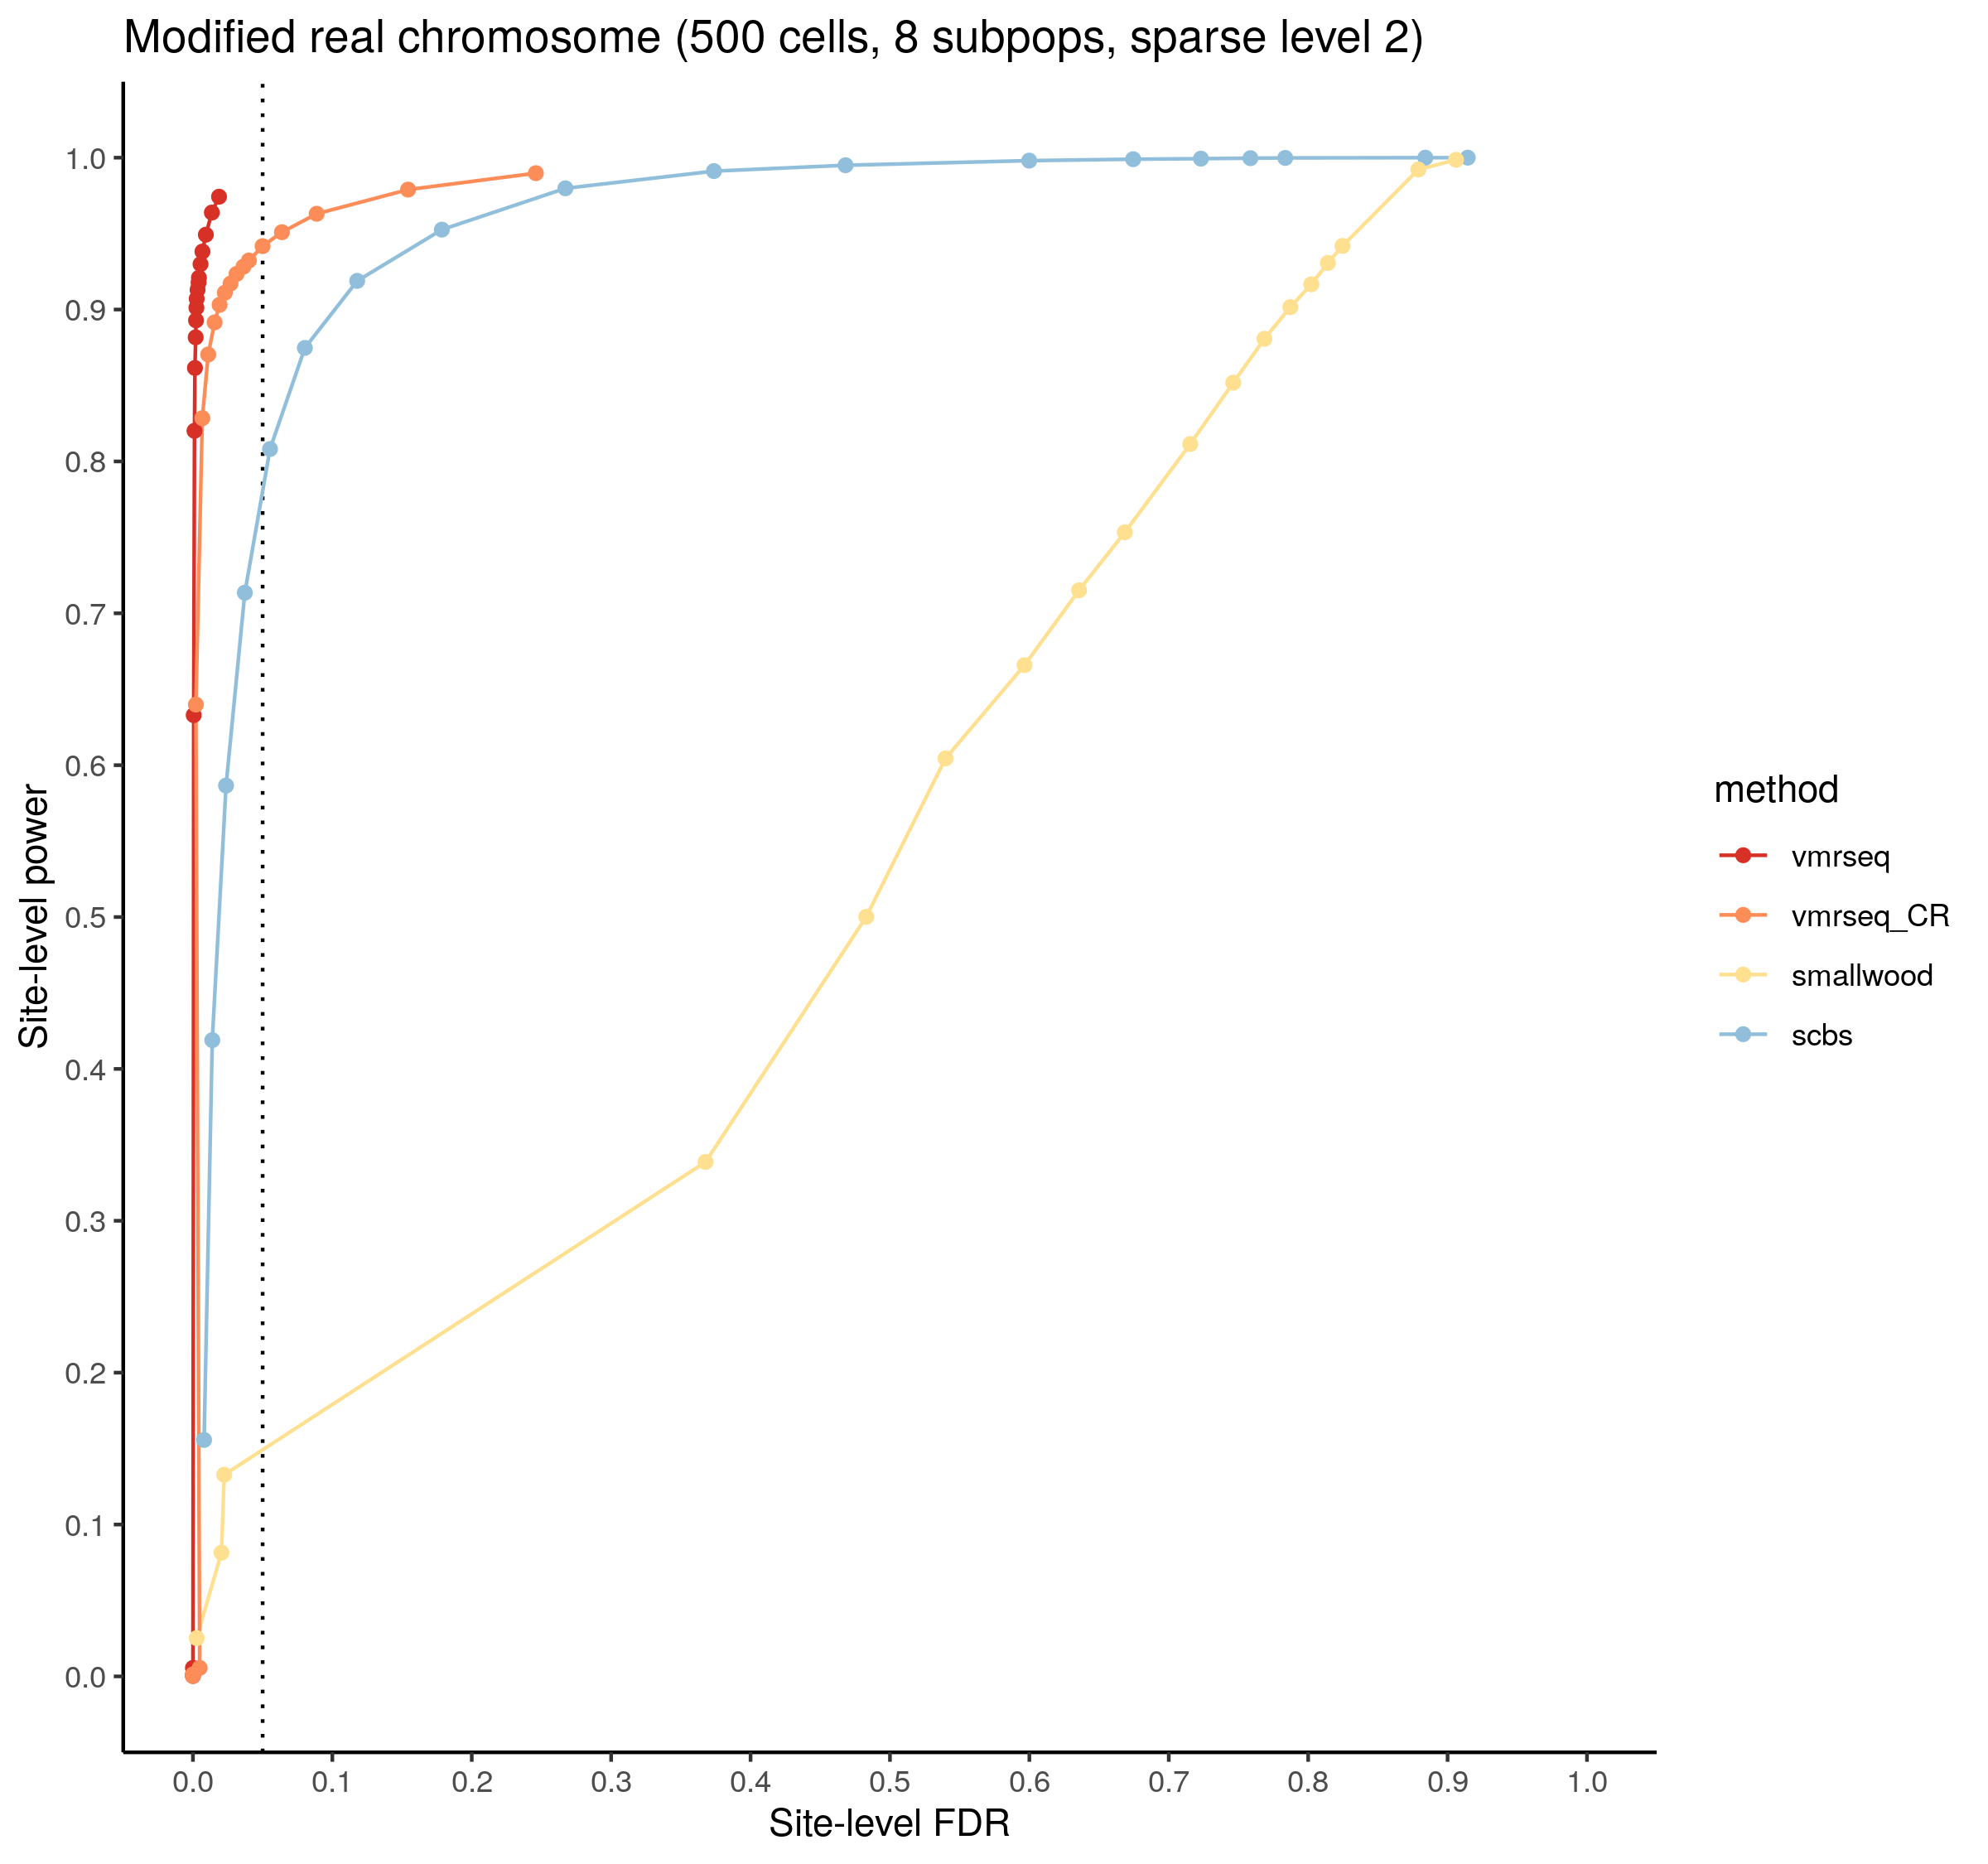 Modified real chromosome (500 cells, 8 subpops, sparse level 2)
1.0
0.9
0.8
0.7
0.6
0.5
0.4
0.3
0.2
0.1
0.0
Site-level power
0.0 0.1 0.2 0.3 0.4 0.5 0.6 0.7 0.8 0.9 1.0
Site-level FDR
method
vmrseq
vmrseq_CR
smallwood
scbs